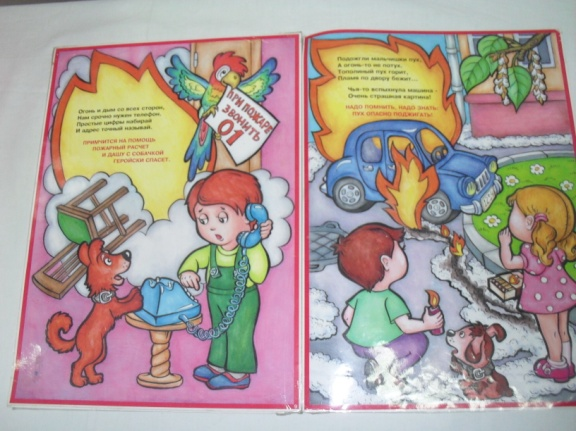 Огонь и дым со всех сторон,
Нам срочно нужен телефон.
Простые цифры набирай
И адрес точный называй.
ПРИМЧИТСЯ НА ПОМОЩЬ
ПОЖАРНЫЙ РАСЧЕТ
И ДАШУ С СОБАЧКОЙ
ГЕРОЙСКИ СПАСЕТ.
ПРИ ПОЖАРЕ
ЗВОНИТЬ
01
Подожгли мальчишки пух,
А огонь-то не потух.
Тополиный пух горит,
Пламя по двору бежит...
Чья-то вспыхнула машина -
Очень страшная картина!
НАДО ПОМНИТЬ, НАДО ЗНАТЬ:
ПУХ ОПАСНО ПОДЖИГАТЬ!